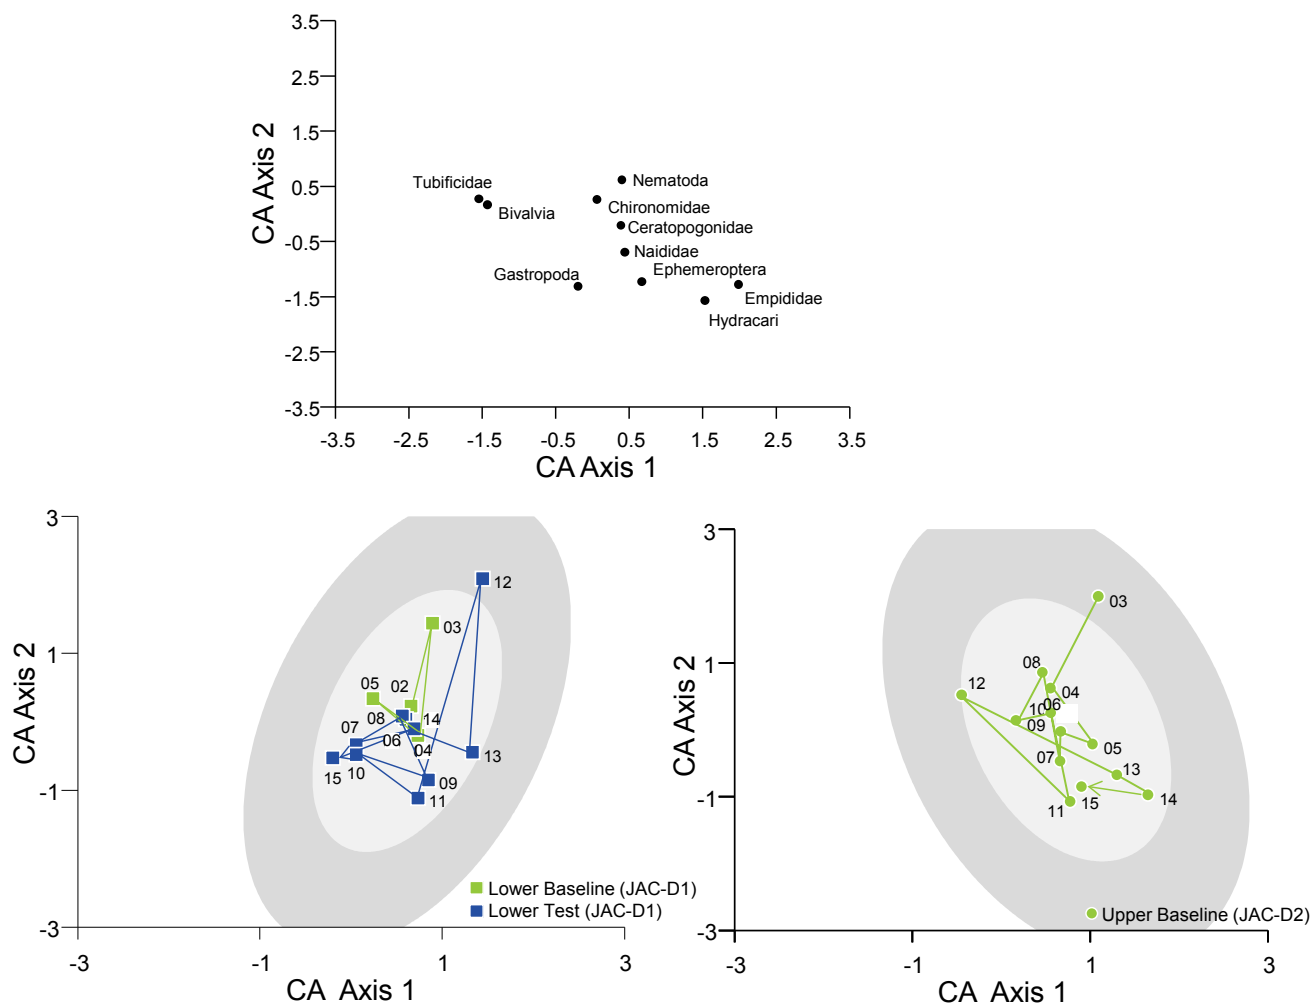 3.5
2.5
1.5
0.5
-0.5
-1.5
-2.5
-3.5
CA Axis 2
Tubificidae
Bivalvia
Nematoda
Chironomidae
Ceratopogonidae
Naididae
Gastropoda
Ephemeroptera
Empididae
Hydracari
-3.5 -2.5 -1.5 -0.5 0.5 1.5 2.5 3.5
CA Axis 1
3
1
-1
-3
CA Axis 2
12
03
05
02
08
14
07
06
04
13
15
10
09
11
Lower Baseline (JAC-D1)
Lower Test (JAC-D1)
-3 -1 1 3
CA Axis 1
3
1
-1
-3
CA Axis 2
03
08
12
04
10
06
09
05
07
13
15
14
11
Upper Baseline (JAC-D2)
-3 -1 1 3
CA Axis 1